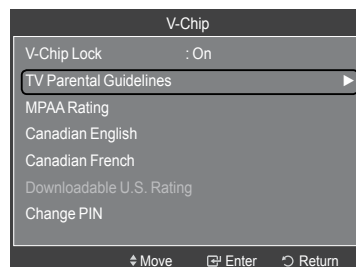 V-Chip
V-Chip Lock : On
TV Parental Guidelines ►
MPAA Rating
Canadian English
Canadian French
Downloadable U.S. Rating
Change PIN
Move Enter Return